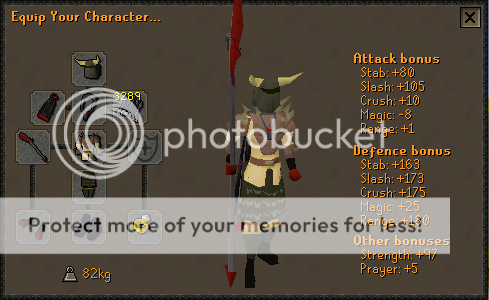 Equip Your Character...
Attack bonus
Stab: +80
Slash: +105
Crush: +10
Magic: -8
Range: +1
3289
photobucket
Defence bonus
Stab: +163
Slash: +173
Crush: +175
Magic: +25
Protect more of your memories for less!
Other bonuses
Strength: +97
Prayer: +5
82kg